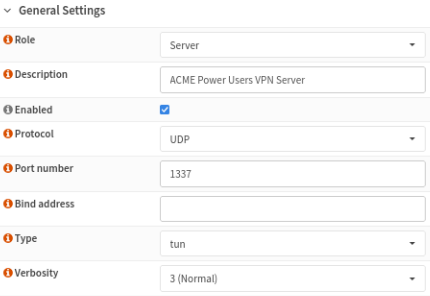 General Settings
Role
Server
Description
ACME Power Users VPN Server
Enabled
Protocol
UDP
Port number
1337
Bind address
Type
tun
Verbosity
3 (Normal)